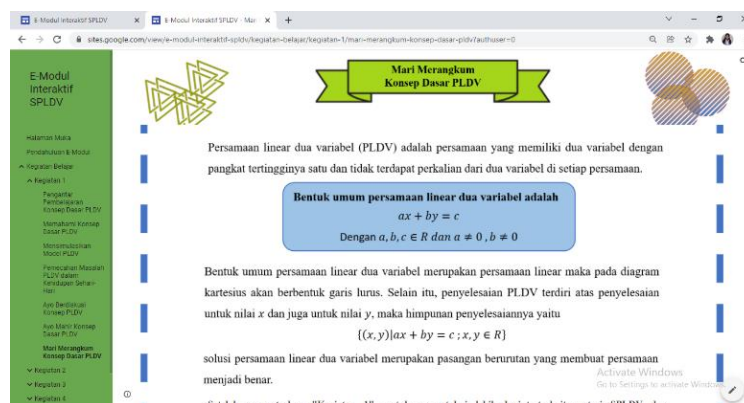 E-Modul Interaktif SPLDV
E-Modul Interaktif SPLDV - Mari
sites.google.com/view/e-modul-interaktif-spldv/kegiatan-belajar/kegiatan-1/mari-merangkum-konsep-dasar-pldv?authuser=0
E-Modul
Interaktif
SPLDV
Halaman Muka
Pendahuluan E-Modul
Kegiatan Belajar
Kegiatan 1
Pengantar
Pembelajaran
Konsep Dasar PLDV
Memahami Konsep
Dasar PLDV
Mensimulasikan
Model PLDV
Pemecahan Masalah
PLDV dalam
Kehidupan Sehari-
Hari
Ayo Berdiskusi
Konsep PLDV
Ayo Mahir Konsep
Dasar PLDV
Mari Merangkum
Konsep Dasar PLDV
Kegiatan 2
Kegiatan 3
Kegiatan 4
Mari Merangkum
Konsep Dasar PLDV
Persamaan linear dua variabel (PLDV) adalah persamaan yang memiliki dua variabel dengan
pangkat tertingginya satu dan tidak terdapat perkalian dari dua variabel di setiap persamaan.
Bentuk umum persamaan linear dua variabel adalah
ax + by = c
Dengan a, b, c ∈ R dan a ≠ 0 , b ≠ 0
Bentuk umum persamaan linear dua variabel merupakan persamaan linear maka pada diagram
kartesius akan berbentuk garis lurus. Selain itu, penyelesaian PLDV terdiri atas penyelesaian
untuk nilai x dan juga untuk nilai y, maka himpunan penyelesaiannya yaitu
{(x, y)|ax + by = c ; x, y ∈ R}
solusi persamaan linear dua variabel merupakan pasangan berurutan yang membuat persamaan
menjadi benar.
Activate Windows
Go to Settings to activate Windows.